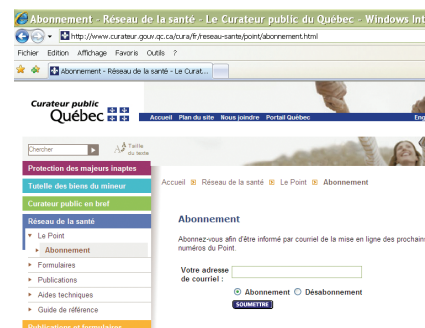 Abonnement - Réseau de la santé - Le Curateur public du Québec - Windows Int
http://www.curateur.gouv.qc.ca/cura/fr/reseau-sante/point/abonnement.html
Fichier Edition Affichage Favoris Outils ?
Abonnement - Réseau de la santé - Le Curat...
Curateur public
Québec
Accueil Plan du site Nous joindre Portail Québec Eng
Chercher
A A Taille
du texte
Protection des majeurs inaptes
Tutelle des biens du mineur
Curateur public en bref
Réseau de la santé
Le Point
Abonnement
Formulaires
Publications
Aides techniques
Guide de référence
Publications et formulaires
Accueil Réseau de la santé Le Point Abonnement
Abonnement
Abonnez-vous afin d'être informé par courriel de la mise en ligne des prochain
numéros du Point.
Votre adresse
de courriel :
Abonnement Désabonnement
SOUMETTRE